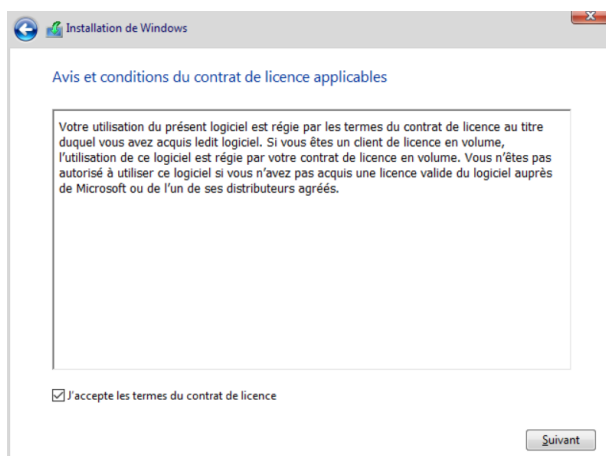 Installation de Windows
Avis et conditions du contrat de licence applicables
Votre utilisation du présent logiciel est régie par les termes du contrat de licence au titre
duquel vous avez acquis ledit logiciel. Si vous êtes un client de licence en volume,
l'utilisation de ce logiciel est régie par votre contrat de licence en volume. Vous n'êtes pas
autorisé à utiliser ce logiciel si vous n'avez pas acquis une licence valide du logiciel auprès
de Microsoft ou de l'un de ses distributeurs agréés.
J'accepte les termes du contrat de licence
Suivant